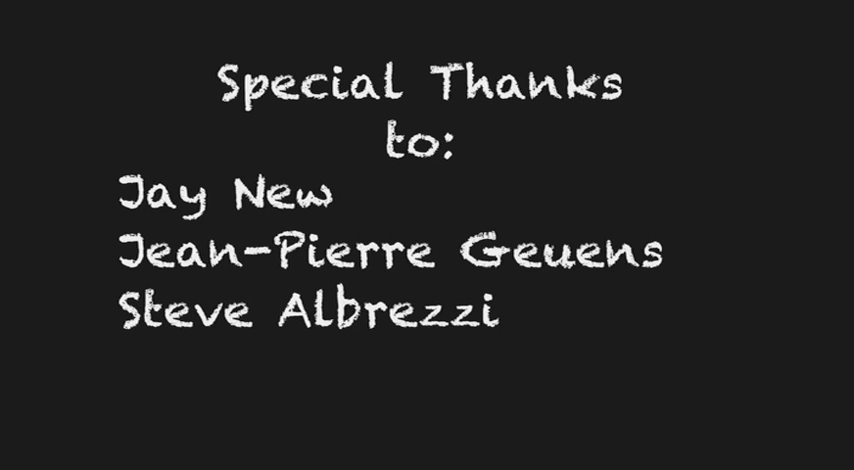 Special Thanks
to:
Jay New
Jean-Pierre Geuens
Steve Albrezzi